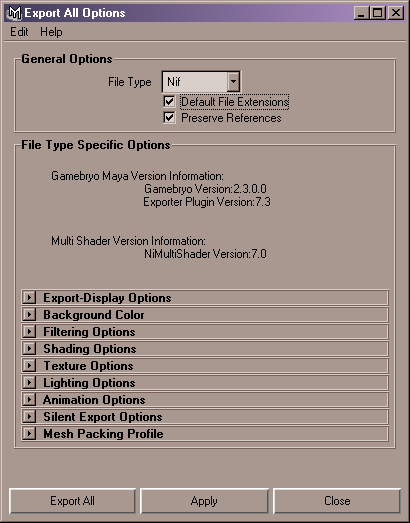 Export All Options
Edit Help
General Options
File Type Nif
Default File Extensions
Preserve References
File Type Specific Options
Gamebryo Maya Version Information:
Gamebryo Version:2.3.0.0
Exporter Plugin Version:7.3
Multi Shader Version Information:
NiMultiShader Version:7.0
Export-Display Options
Background Color
Filtering Options
Shading Options
Texture Options
Lighting Options
Animation Options
Silent Export Options
Mesh Packing Profile
Export All Apply Close